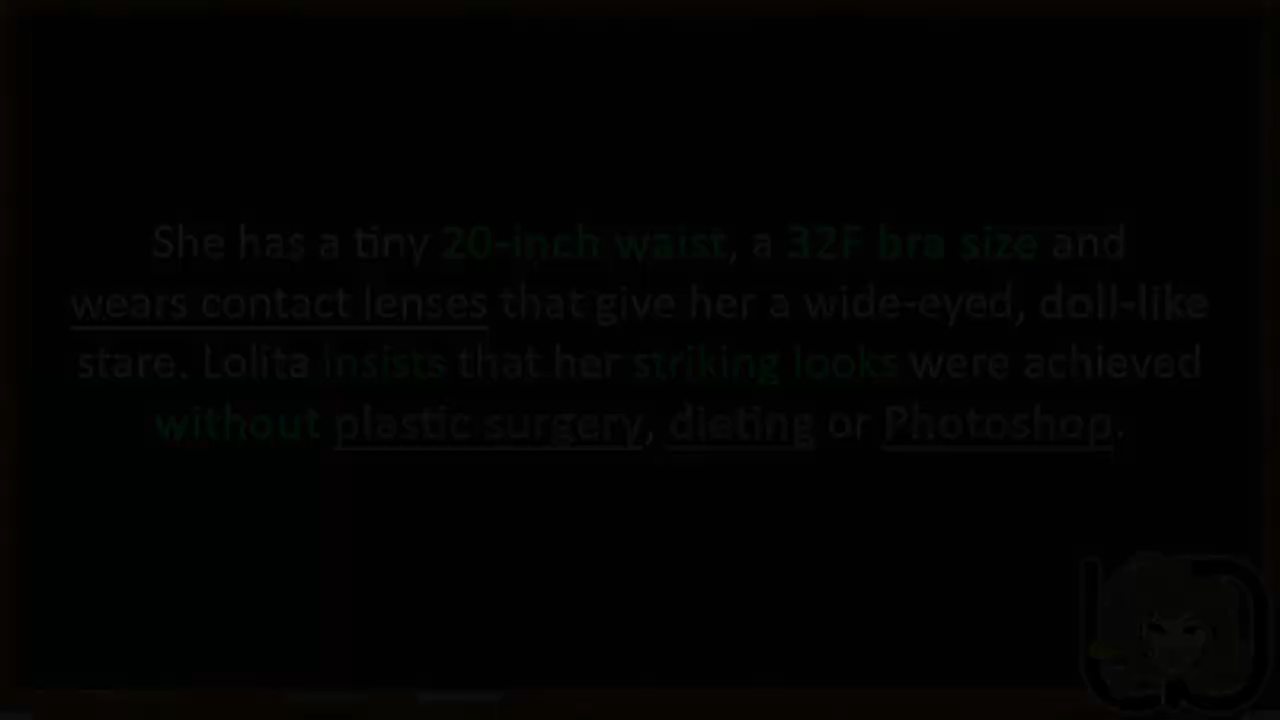 She has a tiny 20-inch waist, a 32F bra size and
wears contact lenses that give her a wide-eyed, doll-like
stare. Lolita insists that her striking looks were achieved
without plastic surgery, dieting or Photoshop.